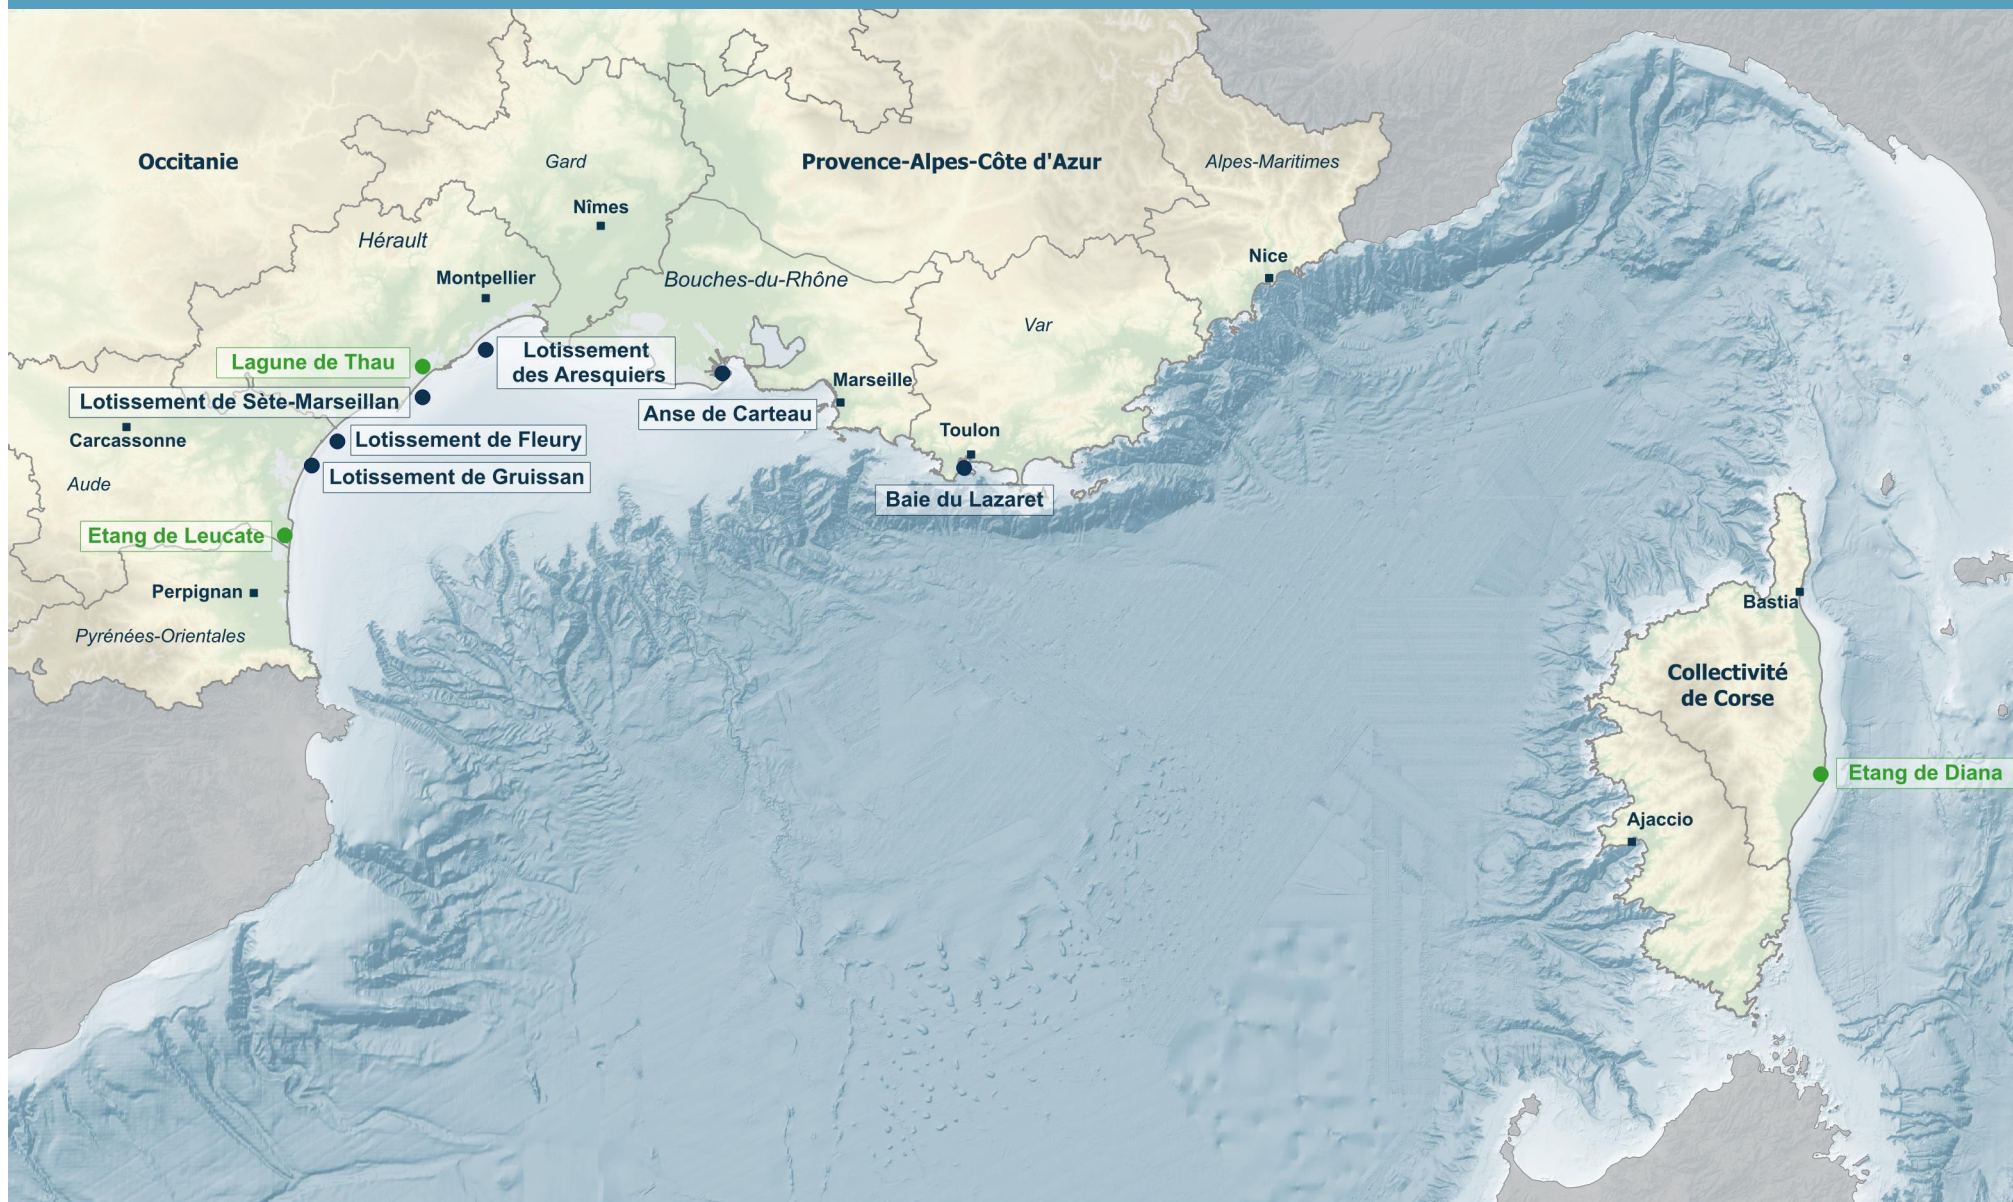 Occitanie
Gard
Provence-Alpes-Côte d'Azur
Alpes-Maritimes
Nîmes
Hérault
Nice
Montpellier
Bouches-du-Rhône
Var
Lotissement
des Aresquiers
Lagune de Thau
Marseille
Lotissement de Sète-Marseillan
Anse de Carteau
Toulon
Carcassonne
Lotissement de Fleury
Lotissement de Gruissan
Aude
Baie du Lazaret
Etang de Leucate
Perpignan
Bastia
Pyrénées-Orientales
Collectivité
de Corse
Etang de Diana
Ajaccio